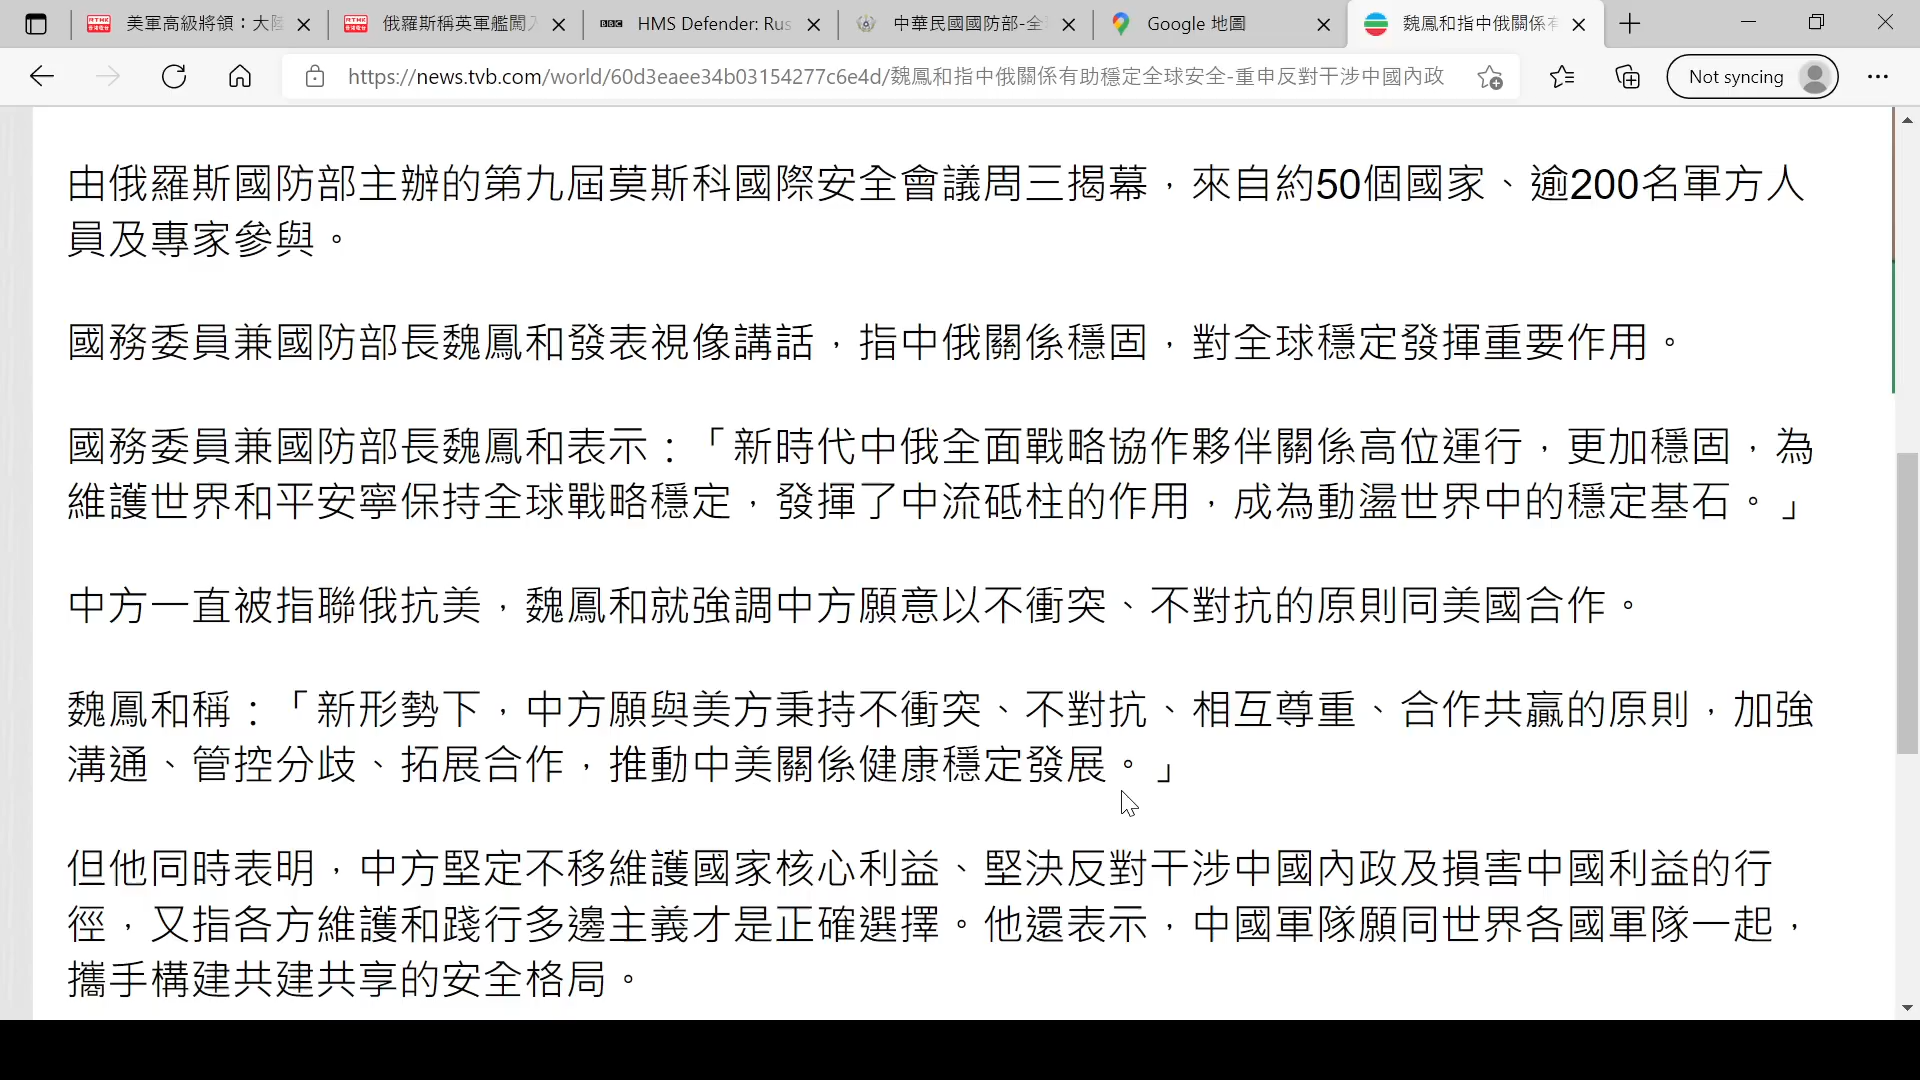 美軍高級將領：大陸
俄羅斯稱英軍艦闖入
BBC
HMS Defender: Rus
中華民國國防部-全
Google 地圖
魏鳳和指中俄關係有
https://news.tvb.com/world/60d3eaee34b03154277c6e4d/魏鳳和指中俄關係有助穩定全球安全-重申反對干涉中國內政
Not syncing
由俄羅斯國防部主辦的第九屆莫斯科國際安全會議周三揭幕，來自約50個國家、逾200名軍方人
員及專家參與。
國務委員兼國防部長魏鳳和發表視像講話，指中俄關係穩固，對全球穩定發揮重要作用。
國務委員兼國防部長魏鳳和表示：「新時代中俄全面戰略協作夥伴關係高位運行，更加穩固，為
維護世界和平安寧保持全球戰略穩定，發揮了中流砥柱的作用，成為動盪世界中的穩定基石。」
中方一直被指聯俄抗美，魏鳳和就強調中方願意以不衝突、不對抗的原則同美國合作。
魏鳳和稱：「新形勢下，中方願與美方秉持不衝突、不對抗、相互尊重、合作共贏的原則，加強
溝通、管控分歧、拓展合作，推動中美關係健康穩定發展。」
但他同時表明，中方堅定不移維護國家核心利益、堅決反對干涉中國內政及損害中國利益的行
徑，又指各方維護和踐行多邊主義才是正確選擇。他還表示，中國軍隊願同世界各國軍隊一起，
攜手構建共建共享的安全格局。